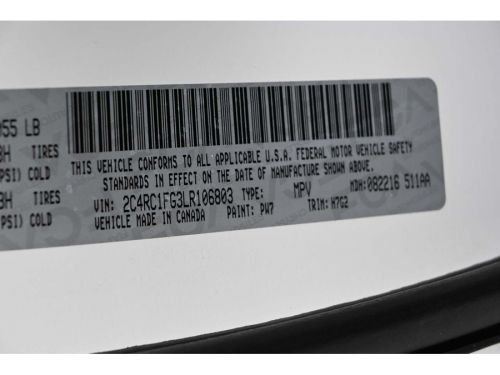 055 LB
BH TIRES
PSI) COLD
BH TIRES
PSI) COLD
THIS VEHICLE CONFORMS TO ALL APPLICABLE U.S.A. FEDERAL MOTOR VEHICLE SAFETY
STANDARDS IN EFFECT ON THE DATE OF MANUFACTURE SHOWN ABOVE.
VIN: 2C4RC1FG3LR106803 TYPE: MPV MDH: 082216 511AA
MADE IN CANADA PAINT: PW7 TRIM: H7G2